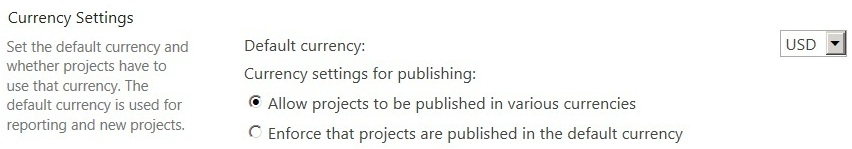 Currency Settings
Set the default currency and
whether projects have to
use that currency. The
default currency is used for
reporting and new projects.
Default currency:
USD
Currency settings for publishing:
Allow projects to be published in various currencies
Enforce that projects are published in the default currency